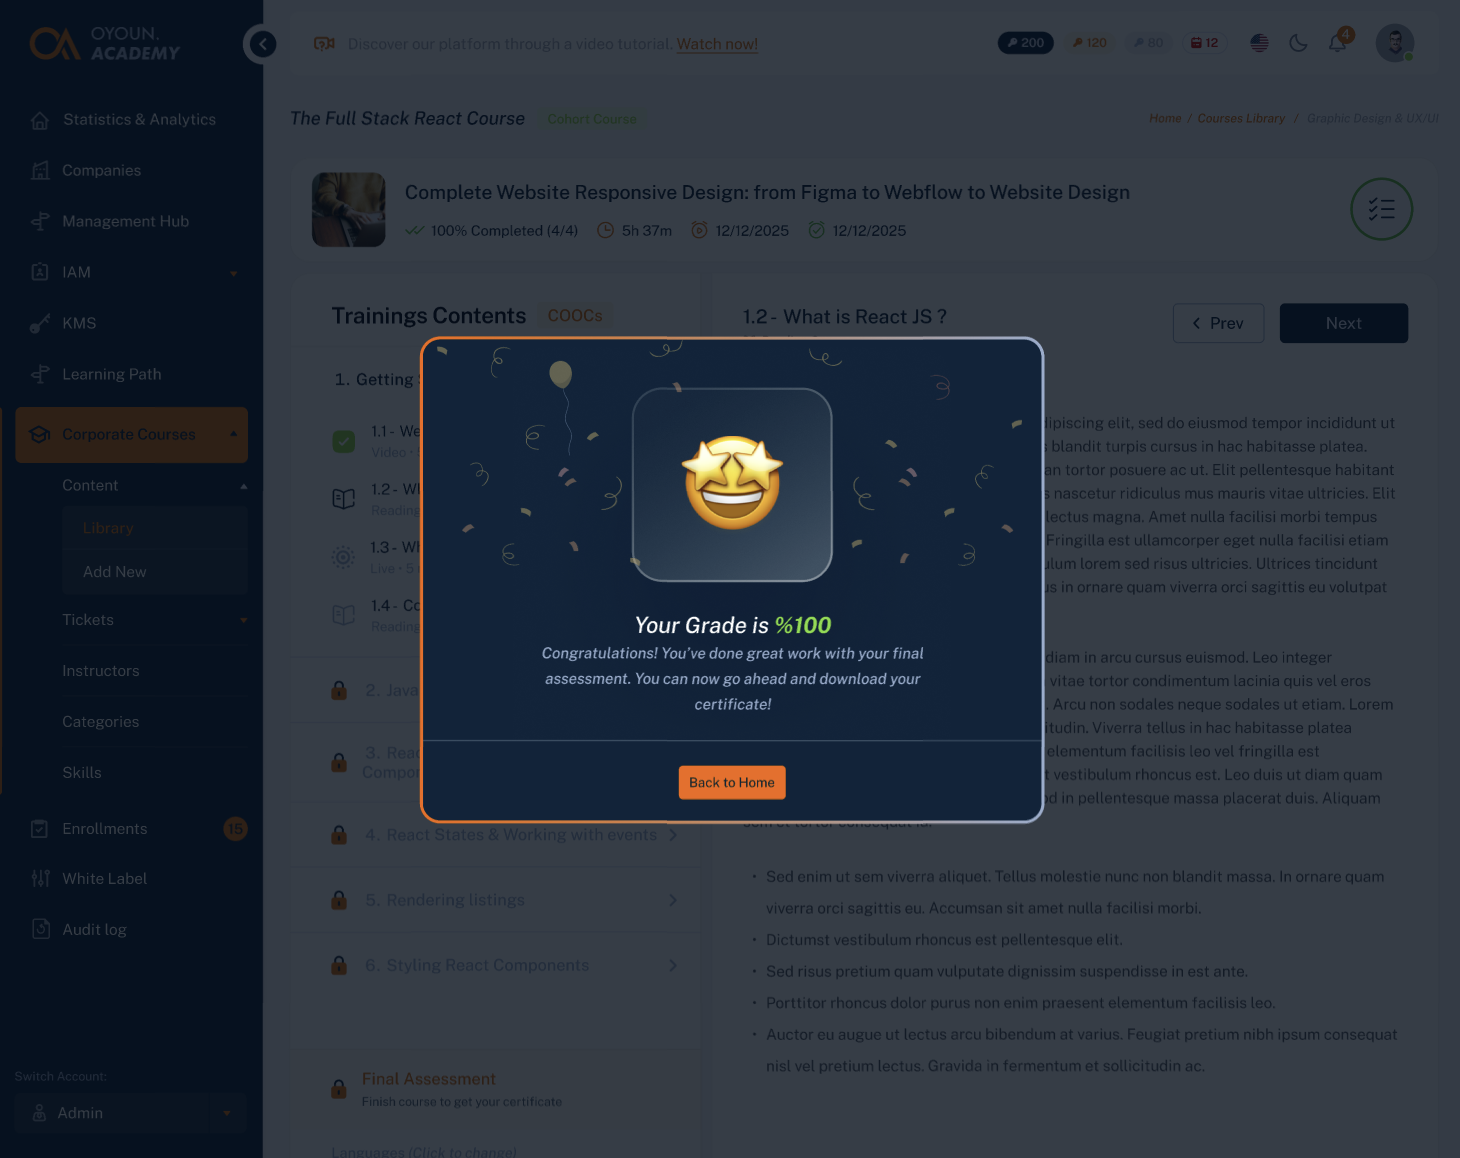 OYOUN.
ACADEMY
Discover our platform through a video tutorial. Watch now!
200
120
80
12
4
Statistics & Analytics
Companies
Management Hub
IAM
KMS
Learning Path
Corporate Courses
Content
Library
Add New
Tickets
Instructors
Categories
Skills
Enrollments
15
White Label
Audit log
Switch Account:
Admin
The Full Stack React Course
Cohort Course
Home / Courses Library / Graphic Design & UX/UI
Complete Website Responsive Design: from Figma to Webflow to Website Design
100% Completed (4/4)
5h 37m
12/12/2025
12/12/2025
Trainings Contents
COOCs
1. Getting
1.1 - We
Video •
1.2 - Wh
Reading
1.3 - Wh
Live • 5
1.4 - Co
Reading
2. Java
3. Reac
Compor
4. React States & Working with events
5. Rendering listings
6. Styling React Components
Final Assessment
Finish course to get your certificate
Languages (Click to change)
1.2 - What is React JS ?
Prev
Next
dipiscing elit, sed do eiusmod tempor incididunt ut
blandit turpis cursus in hac habitasse platea.
an tortor posuere ac ut. Elit pellentesque habitant
s nascetur ridiculus mus mauris vitae ultricies. Elit
lectus magna. Amet nulla facilisi morbi tempus
Fringilla est ullamcorper eget nulla facilisi etiam
ulum lorem sed risus ultricies. Ultrices tincidunt
us in ornare quam viverra orci sagittis eu volutpat
diam in arcu cursus euismod. Leo integer
vitae tortor condimentum lacinia quis vel eros
. Arcu non sodales neque sodales ut etiam. Lorem
itudin. Viverra tellus in hac habitasse platea
elementum facilisis leo vel fringilla est
t vestibulum rhoncus est. Leo duis ut diam quam
od in pellentesque massa placerat duis. Aliquam
sem et tortor consequat id.
• Sed enim ut sem viverra aliquet. Tellus molestie nunc non blandit massa. In ornare quam
viverra orci sagittis eu. Accumsan sit amet nulla facilisi morbi.
• Dictumst vestibulum rhoncus est pellentesque elit.
• Sed risus pretium quam vulputate dignissim suspendisse in est ante.
• Porttitor rhoncus dolor purus non enim praesent elementum facilisis leo.
• Auctor eu augue ut lectus arcu bibendum at varius. Feugiat pretium nibh ipsum consequat
nisl vel pretium lectus. Gravida in fermentum et sollicitudin ac.
Your Grade is %100
Congratulations! You've done great work with your final
assessment. You can now go ahead and download your
certificate!
Back to Home